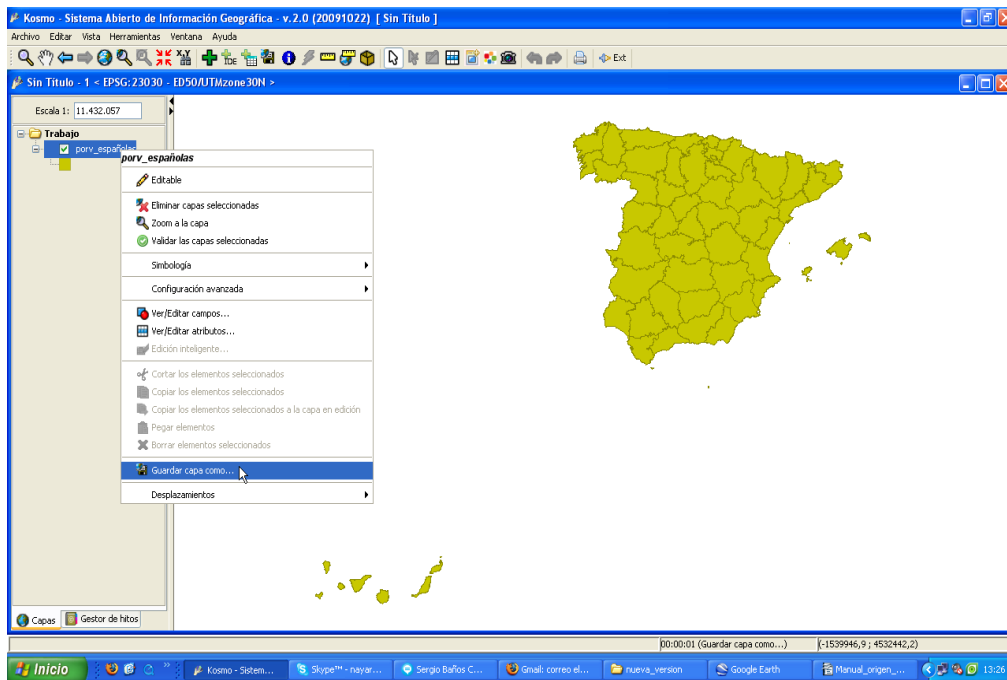 Kosmo - Sistema Abierto de Información Geográfica - v.2.0 (20091022) [ Sin Título ]
Archivo Editar Vista Herramientas Ventana Ayuda
Ext
Sin Título - 1 < EPSG:23030 - ED50/UTMzone30N >
Escala 1: 11.432.057
Trabajo
porv_españolas
porv_españolas
Editable
Eliminar capas seleccionadas
Zoom a la capa
Validar las capas seleccionadas
Simbología
Configuración avanzada
Ver/Editar campos...
Ver/Editar atributos...
Edición inteligente...
Cortar los elementos seleccionados
Copiar los elementos seleccionados
Copiar los elementos seleccionados a la capa en edición
Pegar elementos
Borrar elementos seleccionados
Guardar capa como...
Desplazamientos
Capas Gestor de hitos
00:00:01 (Guardar capa como...) (-1539946,9 ; 4532442,2)
Inicio Kosmo - Sistem... Skype™ - nayar... Sergio Baños C... Gmail: correo el... nueva_version Google Earth Manual_origen_... 13:26